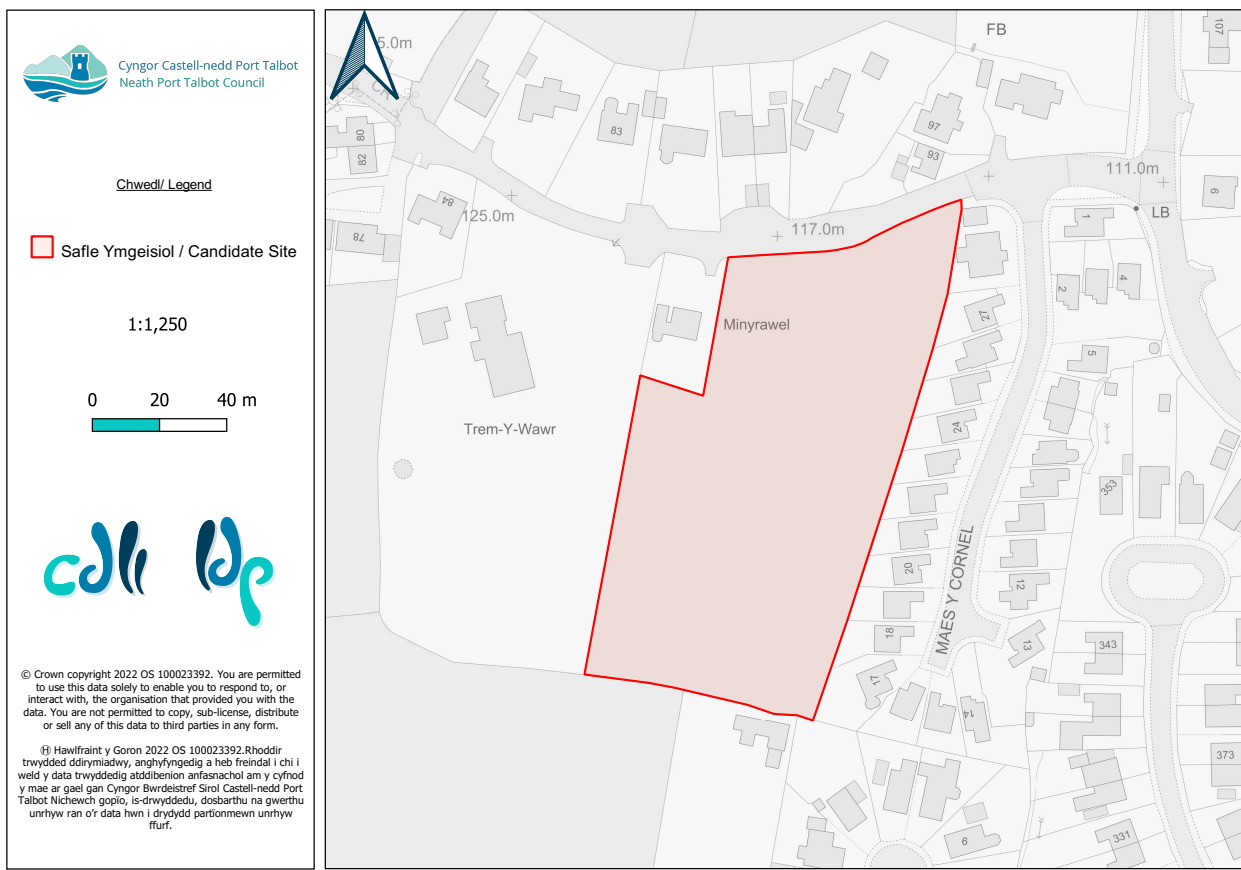 Cyngor Castell-nedd Port Talbot
Neath Port Talbot Council
Chwedl/ Legend
Safle Ymgeisiol / Candidate Site
1:1,250
0 20 40 m
cdll ldp
© Crown copyright 2022 OS 100023392. You are permitted
to use this data solely to enable you to respond to, or
interact with, the organisation that provided you with the
data. You are not permitted to copy, sub-license, distribute
or sell any of this data to third parties in any form.
Ⓗ Hawlfraint y Goron 2022 OS 100023392.Rhoddir
trwydded ddirymiadwy, anghyfyngedig a heb freindal i chi i
weld y data trwyddedig atddibenion anfasnachol am y cyfnod
y mae ar gael gan Cyngor Bwrdeistref Sirol Castell-nedd Port
Talbot Nichewch gopïo, is-drwyddedu, dosbarthu na gwerthu
unrhyw ran o'r data hwn i drydydd partïonmewn unrhyw
ffurf.
5.0m
CR
FB
107
80
82
83
97
93
111.0m
6
84
125.0m
78
117.0m
1
LB
2
4
27
Minyrawel
5
Trem-Y-Wawr
24
353
20
MAES Y CORNEL
12
18
13
343
17
14
373
6
331